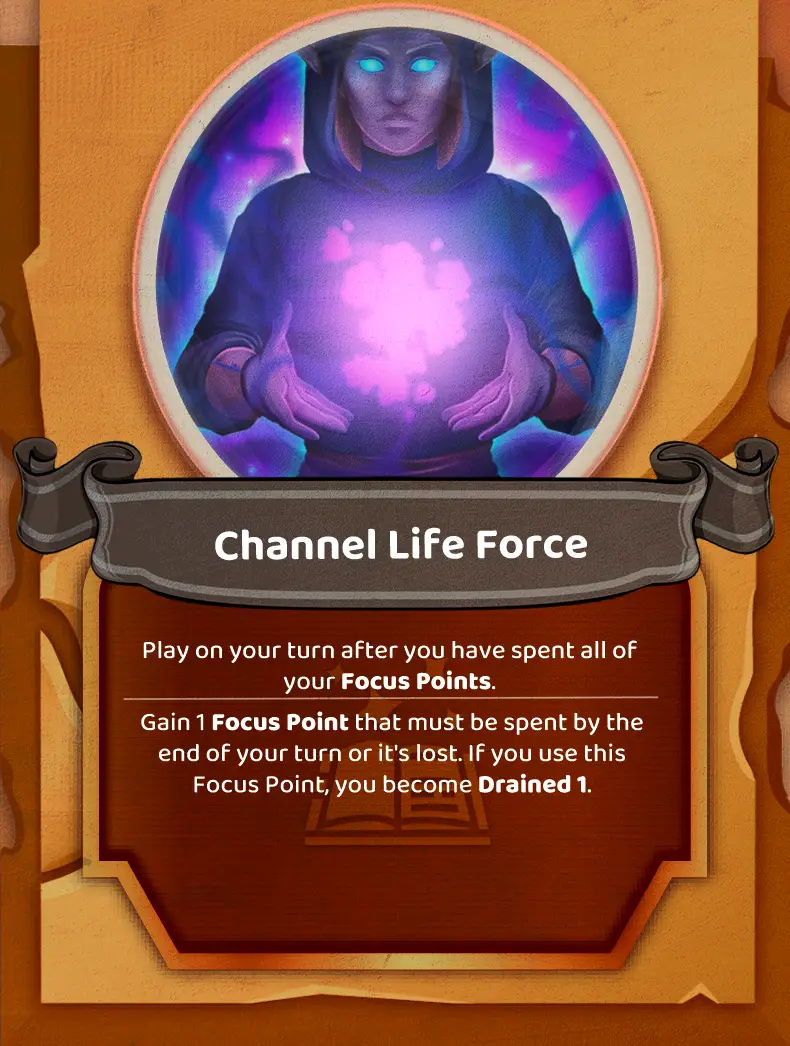 Channel Life Force
Play on your turn after you have spent all of
your Focus Points.
Gain 1 Focus Point that must be spent by the
end of your turn or it's lost. If you use this
Focus Point, you become Drained 1.